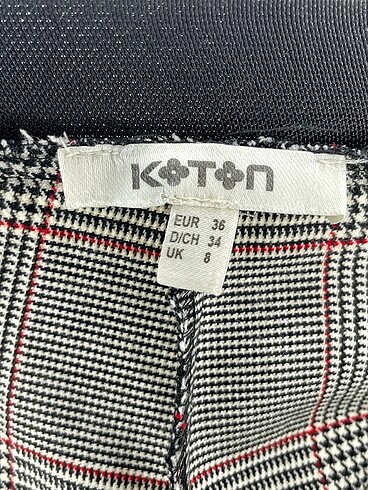 KOTON
EUR 36
D/CH 34
UK 8